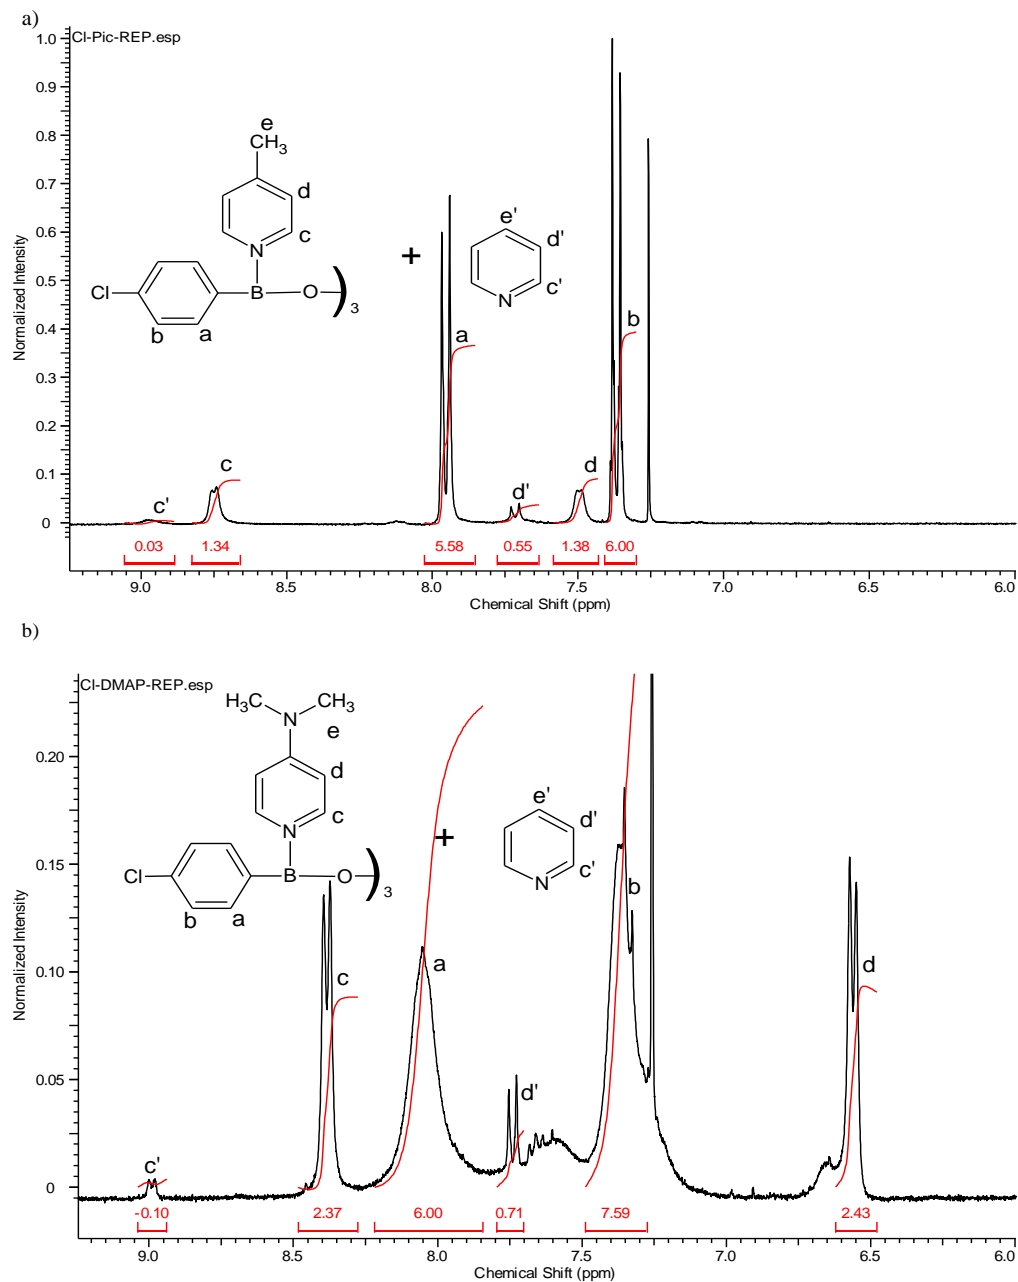 a)
Cl-Pic-REP.esp
Normalized Intensity
1.0
0.9
0.8
0.7
0.6
0.5
0.4
0.3
0.2
0.1
0
e
CH3
d
c
N
Cl
B
O
)
3
b
a
+
e'
d'
c'
N
c'
c
a
d'
d
b
0.03
1.34
5.58
0.55
1.38
6.00
9.0 8.5 8.0 7.5 7.0 6.5 6.0
Chemical Shift (ppm)
b)
Cl-DMAP-REP.esp
Normalized Intensity
0.20
0.15
0.10
0.05
0
H3C
CH3
N
e
d
c
N
Cl
B
O
)
3
b
a
+
e'
d'
c'
N
c'
c
a
d'
b
d
-0.10
2.37
6.00
0.71
7.59
2.43
9.0 8.5 8.0 7.5 7.0 6.5 6.0
Chemical Shift (ppm)